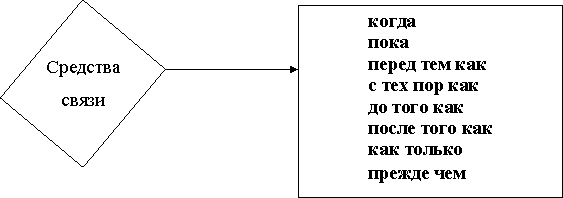 Средства
связи
когда
пока
перед тем как
с тех пор как
до того как
после того как
как только
прежде чем